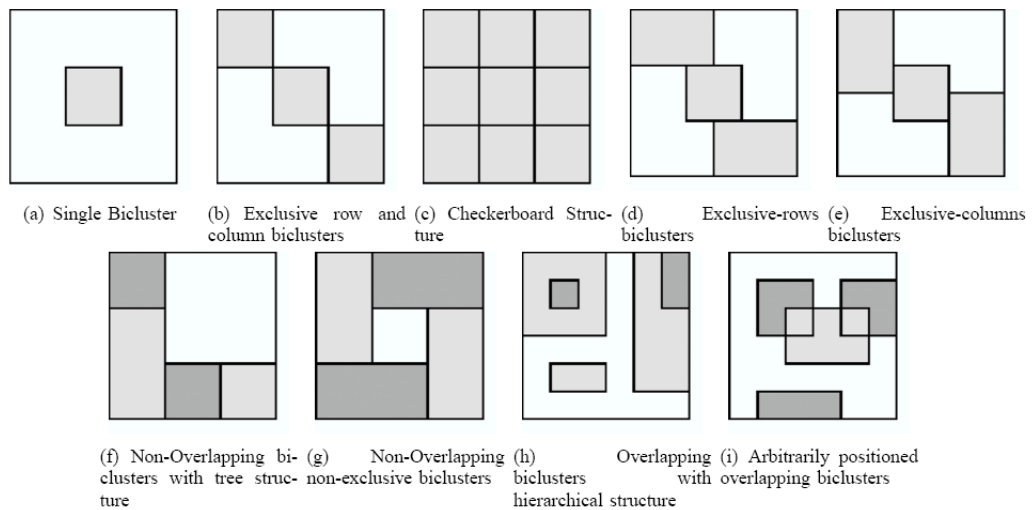 (a) Single Bicluster
(b) Exclusive row and
column biclusters
(c) Checkerboard Struc-
ture
(d) Exclusive-rows
biclusters
(e) Exclusive-columns
biclusters
(f) Non-Overlapping bi-
clusters with tree struc-
ture
(g) Non-Overlapping
non-exclusive biclusters
(h) Overlapping
biclusters with
hierarchical structure
(i) Arbitrarily positioned
overlapping biclusters